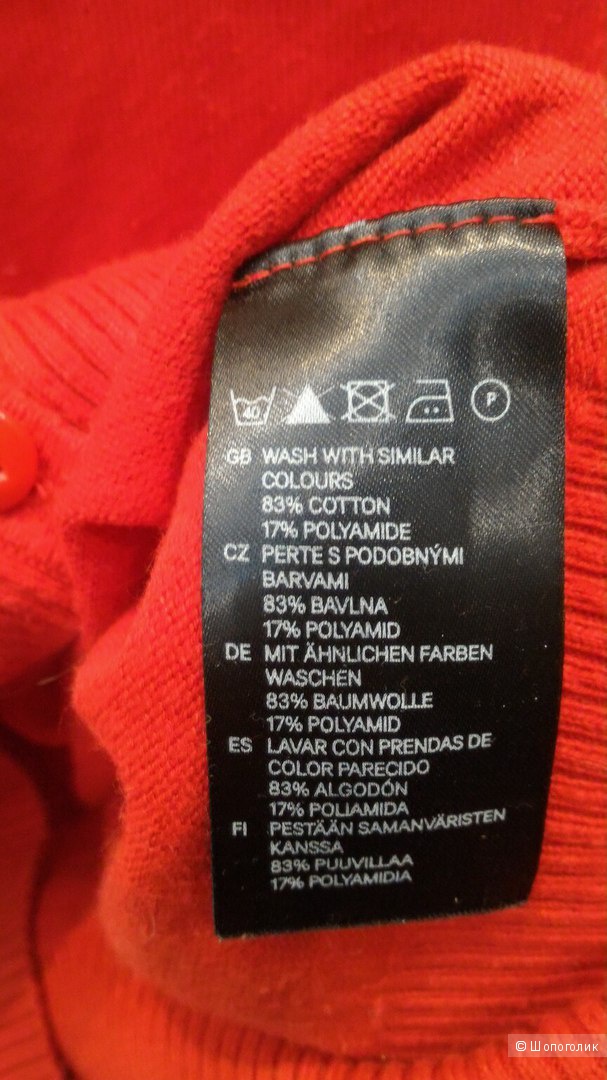 40 P
GB WASH WITH SIMILAR
COLOURS
83% COTTON
17% POLYAMIDE
CZ PERTE S PODOBNÝMI
BARVAMI
83% BAVLNA
17% POLYAMID
DE MIT ÄHNLICHEN FARBEN
WASCHEN
83% BAUMWOLLE
17% POLYAMID
ES LAVAR CON PRENDAS DE
COLOR PARECIDO
83% ALGODÓN
17% POLIAMIDA
FI PESTÄÄN SAMANVÄRISTEN
KANSSA
83% PUUVILLAA
17% POLYAMIDIA
© Шопоголик